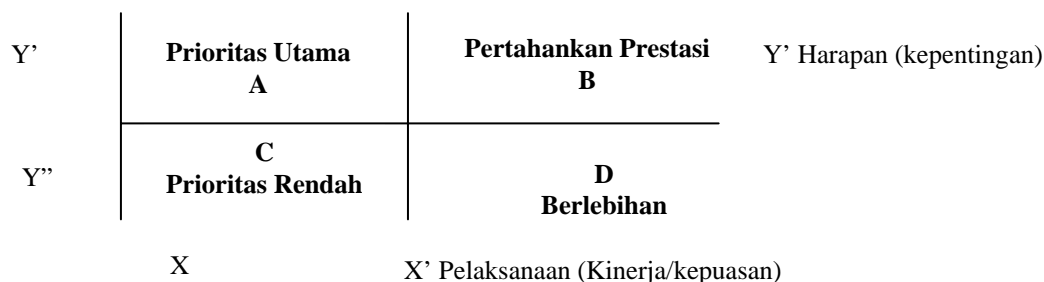 Y’ Prioritas Utama Pertahankan Prestasi Y’ Harapan (kepentingan)
A B
C
Y” Prioritas Rendah D
Berlebihan
X X’ Pelaksanaan (Kinerja/kepuasan)